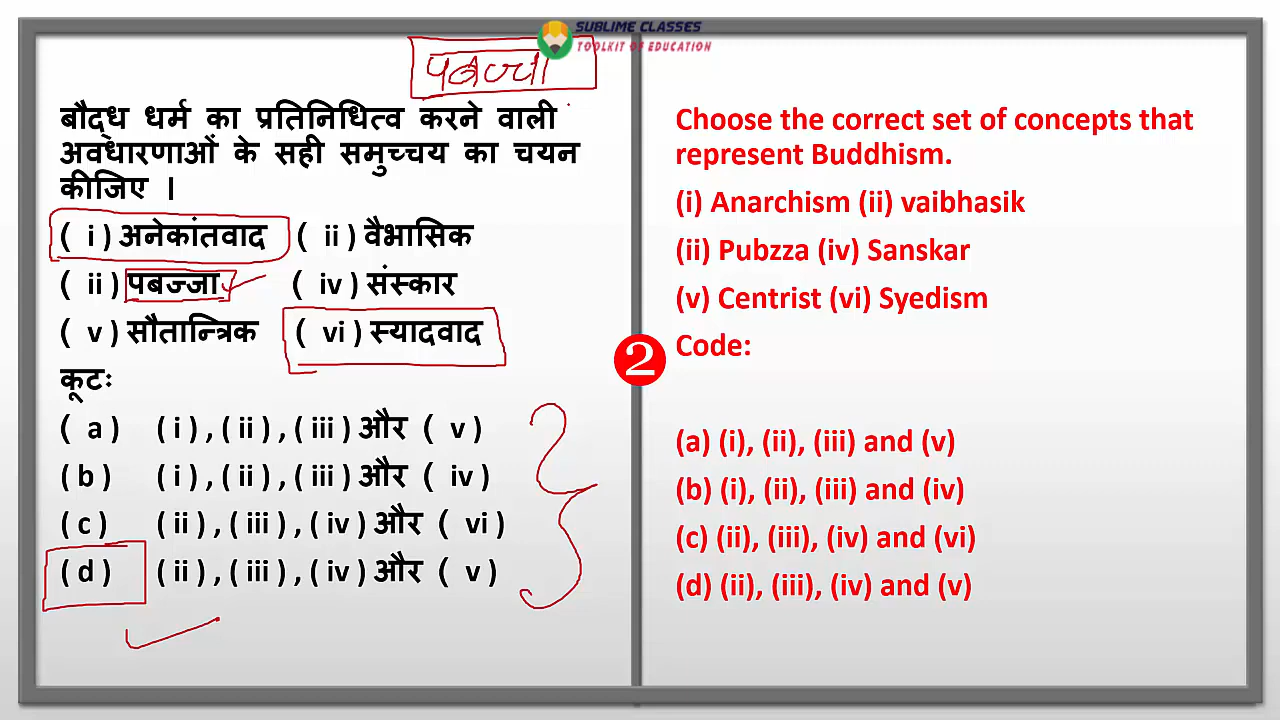 SUBLIME CLASSES
TOOLKIT OF EDUCATION
पबज्जा
बौद्ध धर्म का प्रतिनिधित्व करने वाली
अवधारणाओं के सही समुच्चय का चयन
कीजिए ।
( i ) अनेकांतवाद ( ii ) वैभासिक
( ii ) पबज्जा ( iv ) संस्कार
( v ) सौतान्त्रिक ( vi ) स्यादवाद
कूटः
( a ) ( i ) , ( ii ) , ( iii ) और ( v )
( b ) ( i ) , ( ii ) , ( iii ) और ( iv )
( c ) ( ii ) , ( iii ) , ( iv ) और ( vi )
( d ) ( ii ) , ( iii ) , ( iv ) और ( v )
2
Choose the correct set of concepts that
represent Buddhism.
(i) Anarchism (ii) vaibhasik
(ii) Pubzza (iv) Sanskar
(v) Centrist (vi) Syedism
Code:
(a) (i), (ii), (iii) and (v)
(b) (i), (ii), (iii) and (iv)
(c) (ii), (iii), (iv) and (vi)
(d) (ii), (iii), (iv) and (v)